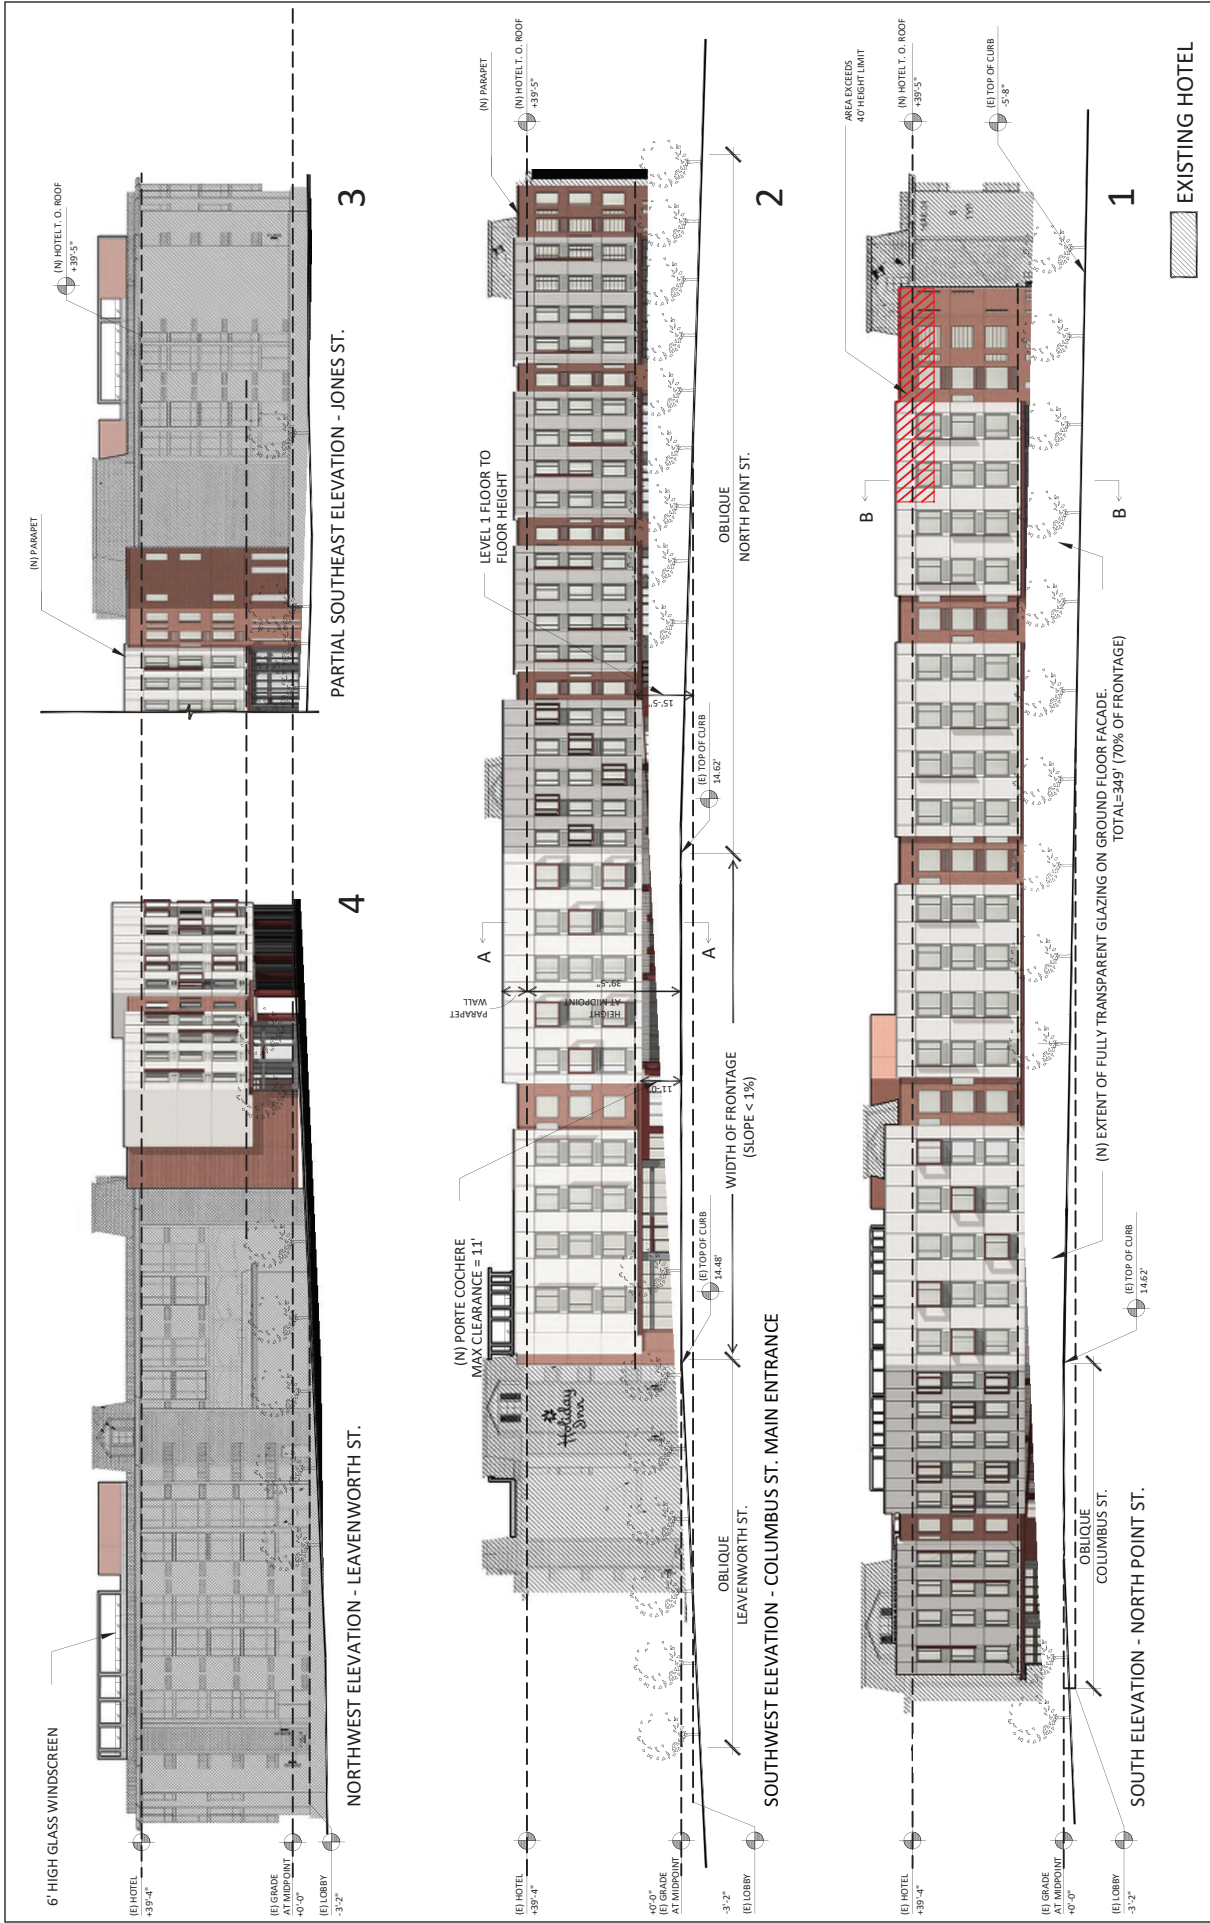 6' HIGH GLASS WINDSCREEN
(E) HOTEL
+39'-4"
(E) GRADE
AT MIDPOINT
+0'-0"
(E) LOBBY
-3'-2"
NORTHWEST ELEVATION - LEAVENWORTH ST.
4
(N) PARAPET
(N) HOTEL T. O. ROOF
+39'-5"
PARTIAL SOUTHEAST ELEVATION - JONES ST.
3
(E) HOTEL
+39'-4"
+0'-0"
(E) GRADE
AT MIDPOINT
-3'-2"
(E) LOBBY
Holiday
Inn
OBLIQUE
LEAVENWORTH ST.
(N) PORTE COCHERE
MAX CLEARANCE = 11'
(E) TOP OF CURB
14.48'
11'-0"
WIDTH OF FRONTAGE
(SLOPE < 1%)
PARAPET
WALL
HEIGHT
AT MIDPOINT
39'-5"
A
A
(E) TOP OF CURB
14.62'
15'-5"
LEVEL 1 FLOOR TO
FLOOR HEIGHT
OBLIQUE
NORTH POINT ST.
(N) PARAPET
(N) HOTEL T. O. ROOF
+39'-5"
SOUTHWEST ELEVATION - COLUMBUS ST. MAIN ENTRANCE
2
(E) HOTEL
+39'-4"
(E) GRADE
AT MIDPOINT
+0'-0"
(E) LOBBY
-3'-2"
OBLIQUE
COLUMBUS ST.
(E) TOP OF CURB
14.62'
(N) EXTENT OF FULLY TRANSPARENT GLAZING ON GROUND FLOOR FACADE.
TOTAL=349' (70% OF FRONTAGE)
B
B
AREA EXCEEDS
40' HEIGHT LIMIT
(N) HOTEL T. O. ROOF
+39'-5"
(E) TOP OF CURB
-5'-8"
SOUTH ELEVATION - NORTH POINT ST.
1
EXISTING HOTEL